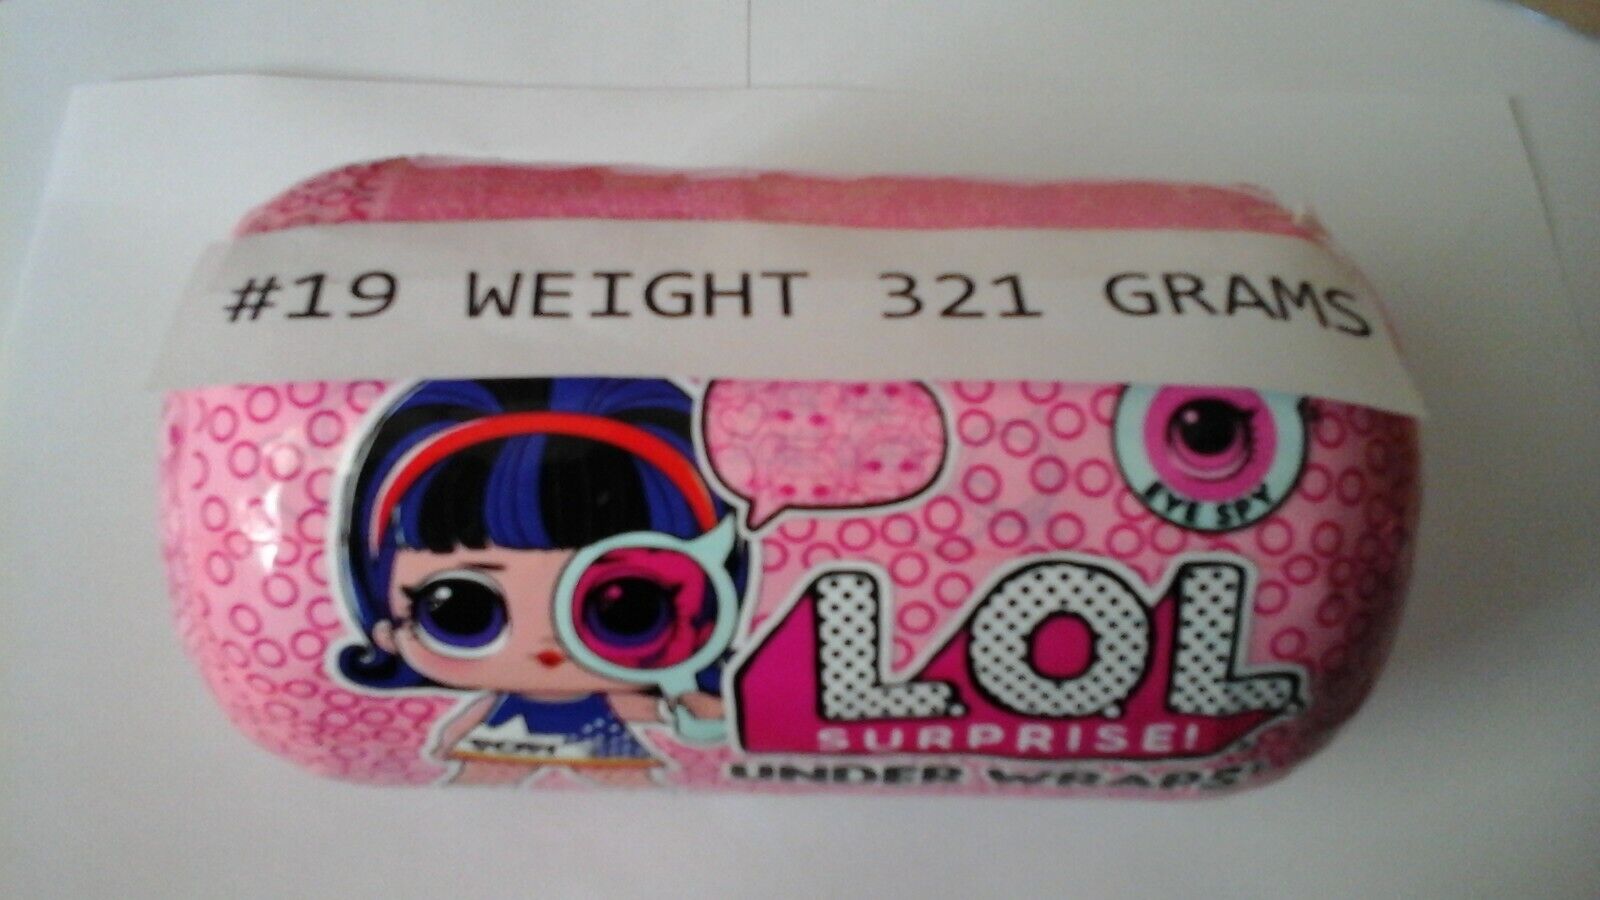 #19 WEIGHT 321 GRAMS
EYE SPY
L.O.L
SURPRISE!
UNDER WRAPS